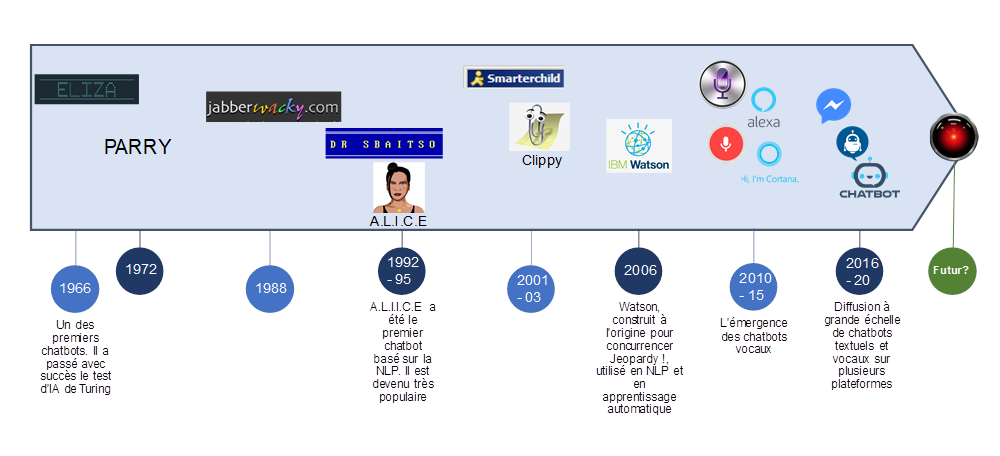 ELIZA
PARRY
jabberwacky.com
DR SBAITSO
A.L.I.C.E
Smarterchild
Clippy
IBM Watson
alexa
Hi, I'm Cortana.
CHATBOT
1966
Un des
premiers
chatbots. Il a
passé avec
succès le test
d'IA de Turing
1972
1988
1992
- 95
A.L.I.I.C.E a
été le
premier
chatbot
basé sur la
NLP. Il est
devenu très
populaire
2001
- 03
2006
Watson,
construit à
l'origine pour
concurrencer
Jeopardy !,
utilisé en NLP et
en
apprentissage
automatique
2010
- 15
L'émergence
des chatbots
vocaux
2016
- 20
Diffusion à
grande échelle
de chatbots
textuels et
vocaux sur
plusieurs
plateformes
Futur?